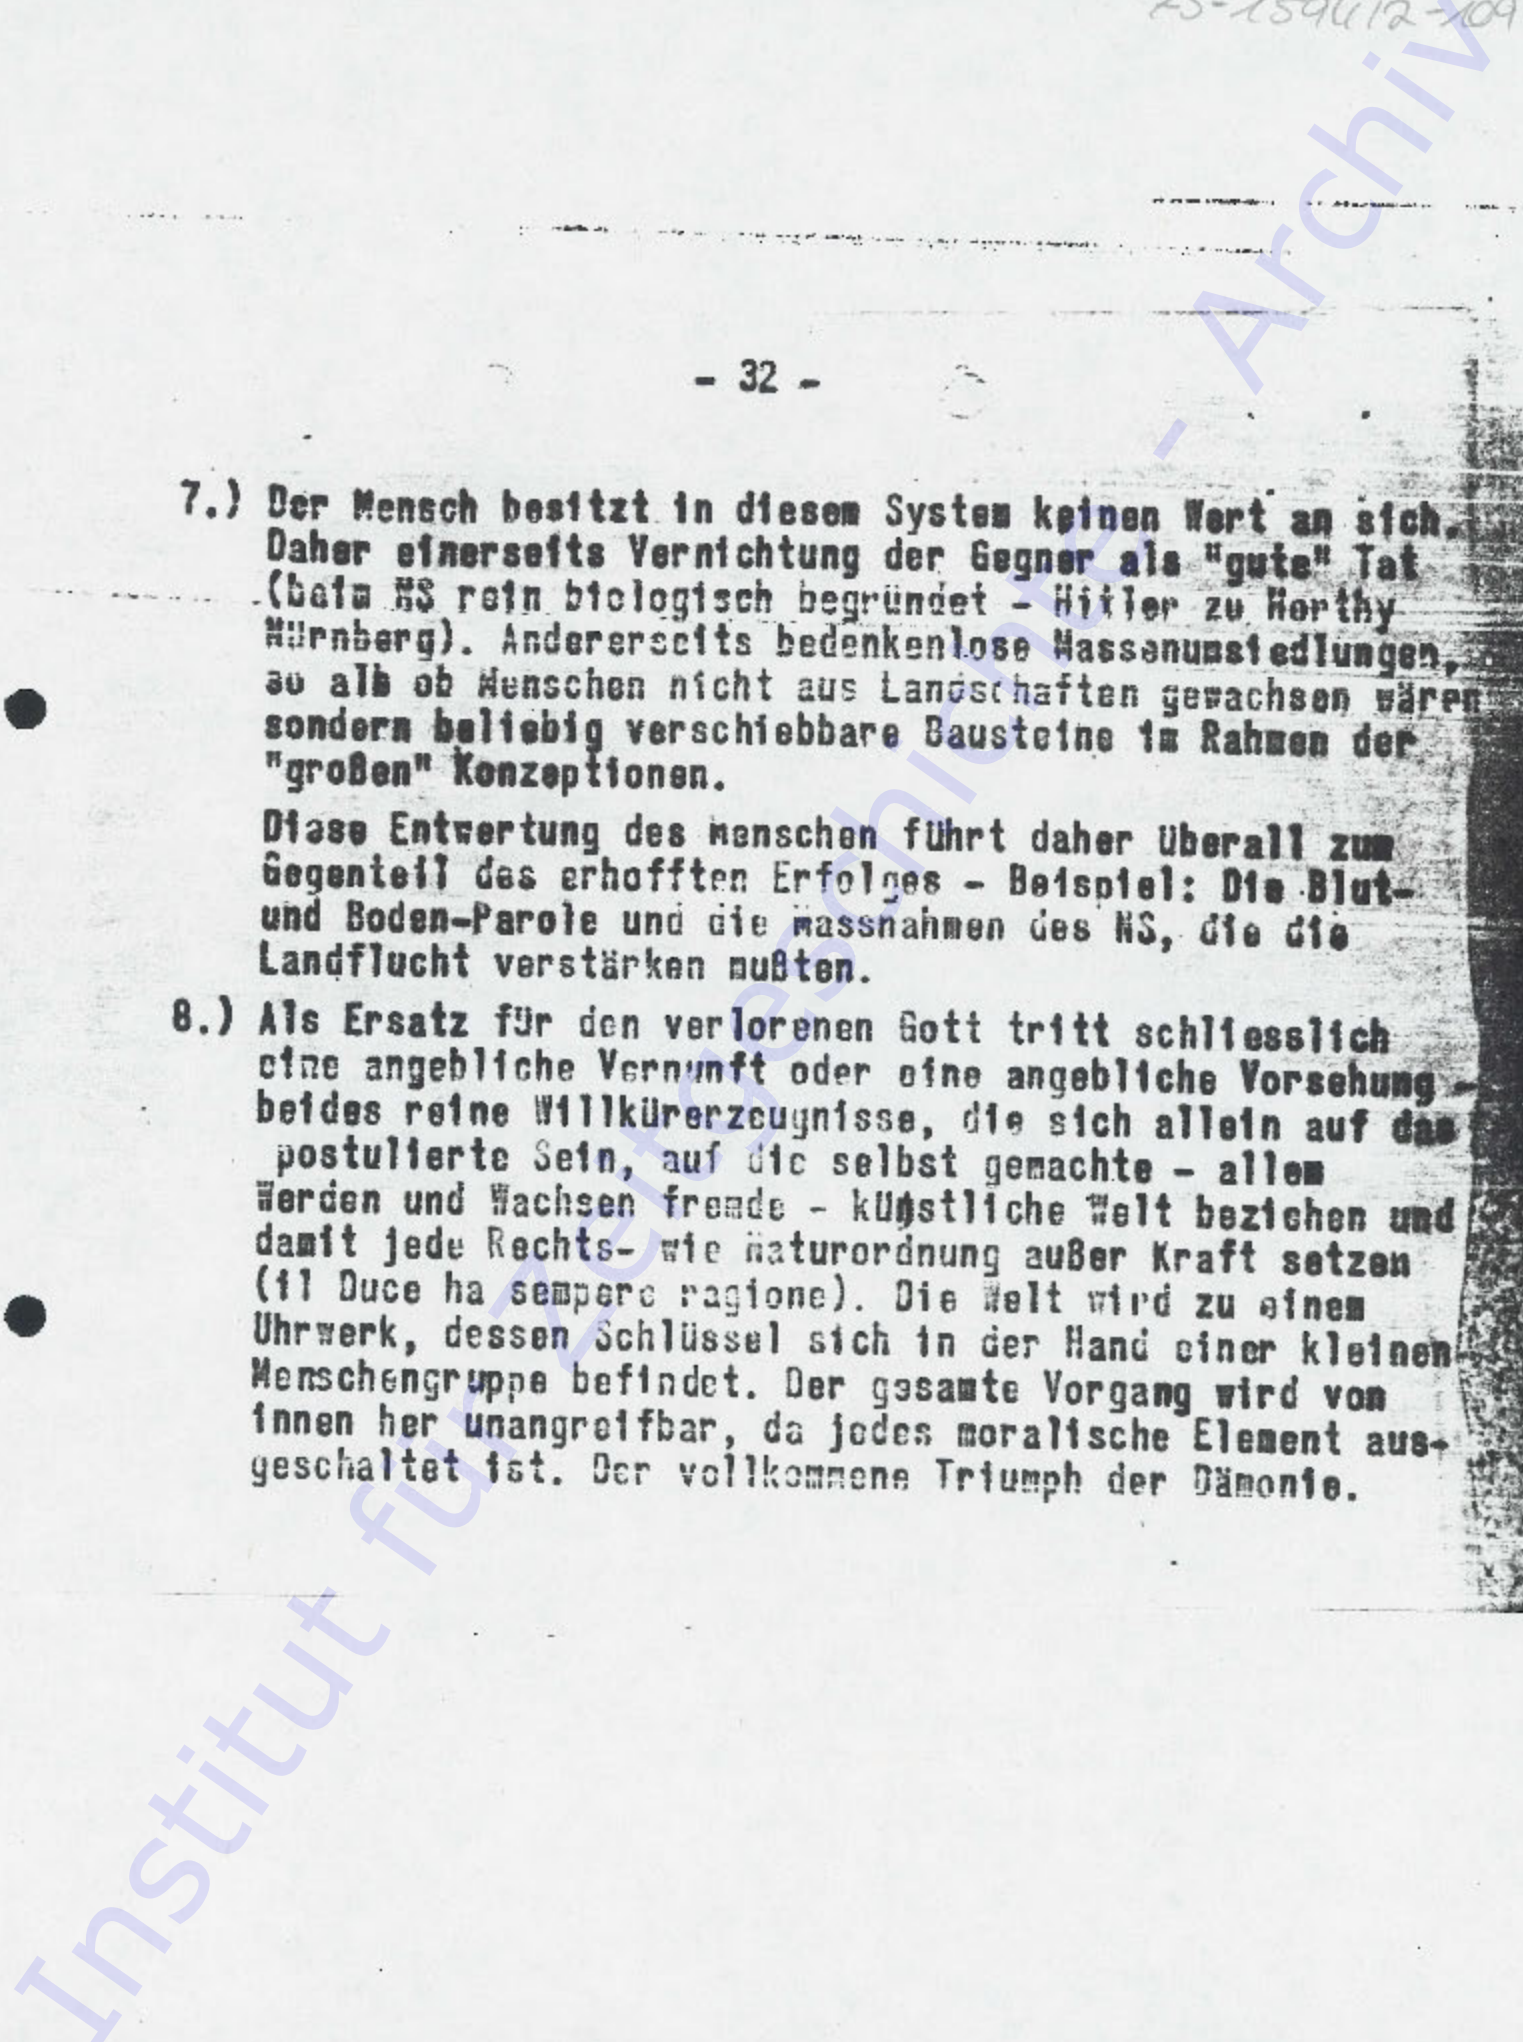 ZS-1594/2-109
- 32 -
7.) Der Mensch besitzt in diesem System keinen Wert an sich.
Daher einerseits Vernichtung der Gegner als "gute" Tat
(beim NS rein biologisch begründet - Hitler zu Horthy
Nürnberg). Andererseits bedenkenlose Massenumsiedlungen,
so als ob Menschen nicht aus Landschaften gewachsen wären
sondern beliebig verschiebbare Bausteine im Rahmen der
"großen" Konzeptionen.
Diese Entwertung des Menschen führt daher überall zum
Gegenteil des erhofften Erfolges - Beispiel: Die Blut-
und Boden-Parole und die Massnahmen des NS, die die
Landflucht verstärken mußten.
8.) Als Ersatz für den verlorenen Gott tritt schliesslich
eine angebliche Vernunft oder eine angebliche Vorsehung -
beides reine Willkürerzeugnisse, die sich allein auf das
postulierte Sein, auf die selbst gemachte - allem
Werden und Wachsen fremde - künstliche Welt beziehen und
damit jede Rechts- wie Naturordnung außer Kraft setzen
(il Duce ha sempere ragione). Die Welt wird zu einem
Uhrwerk, dessen Schlüssel sich in der Hand einer kleinen
Menschengruppe befindet. Der gesamte Vorgang wird von
innen her unangreifbar, da jedes moralische Element aus-
geschaltet ist. Der vollkommene Triumph der Dämonie.
Institut für Zeitgeschichte - Archiv